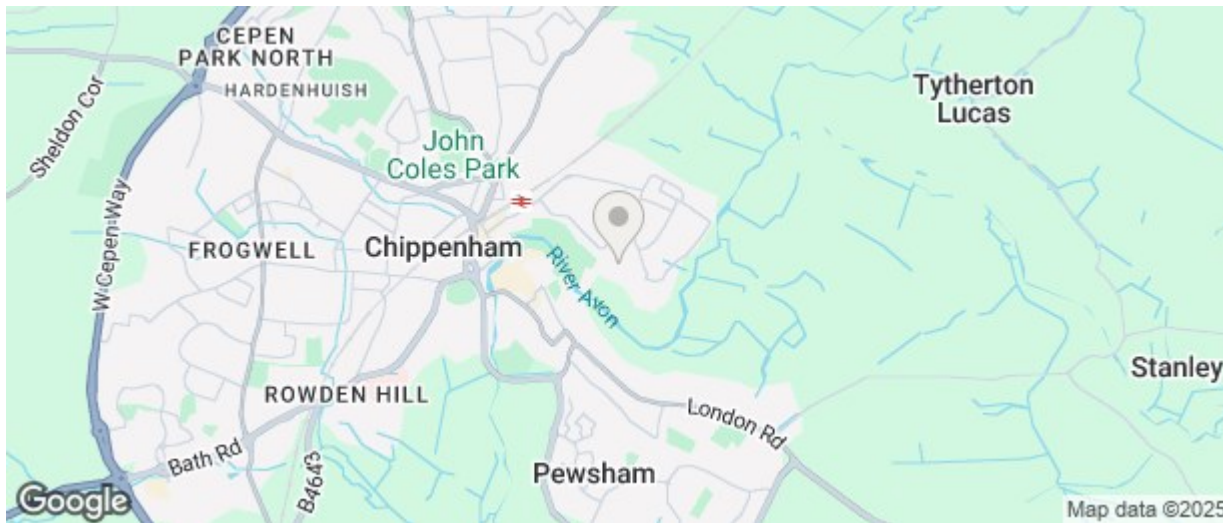 CEPEN
PARK NORTH
HARDENHUISH
Sheldon Cor
Tytherton
Lucas
John
Coles Park
W Cepen Way
FROGWELL
Chippenham
River Avon
Stanley
ROWDEN HILL
London Rd
Bath Rd
B4643
Pewsham
Google
Map data ©2025